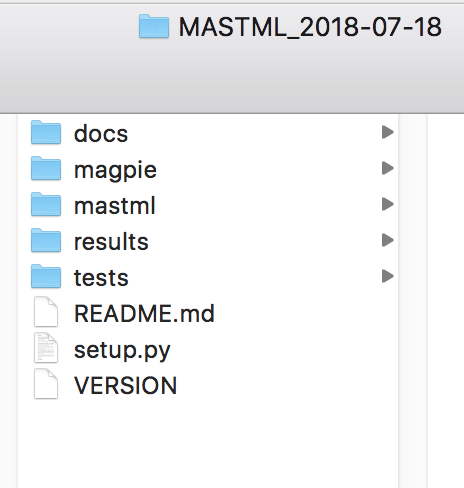 MASTML_2018-07-18
docs
magpie
mastml
results
tests
README.md
setup.py
VERSION